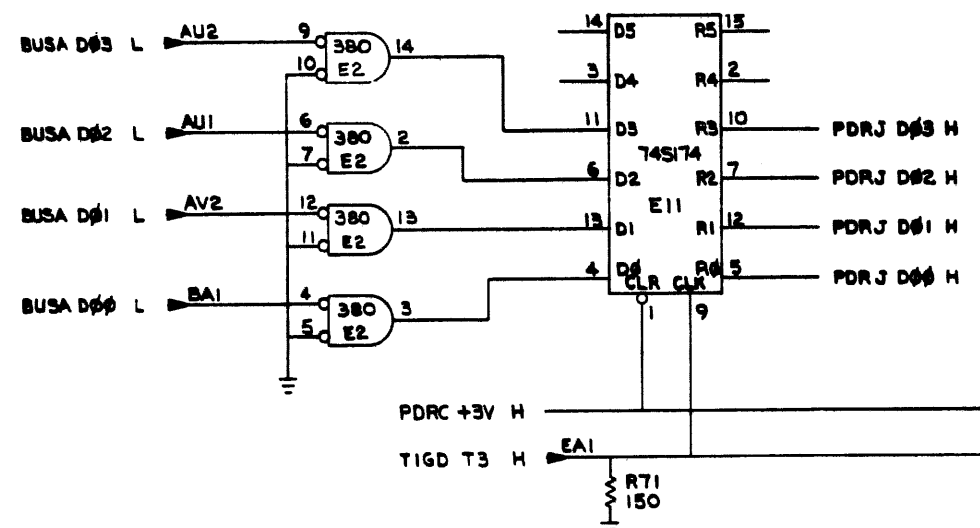 BUSA DØ3 L AU2 9 380 E2 14
10
BUSA DØ2 L AU1 6 380 E2 2
7
BUSA DØ1 L AV2 12 380 E2 13
11
BUSA DØØ L BA1 4 380 E2 3
5
14 D5 R5 15
3 D4 R4 2
11 D3 R3 10 PDRJ DØ3 H
74S174
6 D2 R2 7 PDRJ DØ2 H
E11
13 D1 R1 12 PDRJ DØ1 H
4 DØ RØ 5 PDRJ DØØ H
CLR CLK
1 9
PDRC +3V H
TIGD T3 H EA1
R71
150